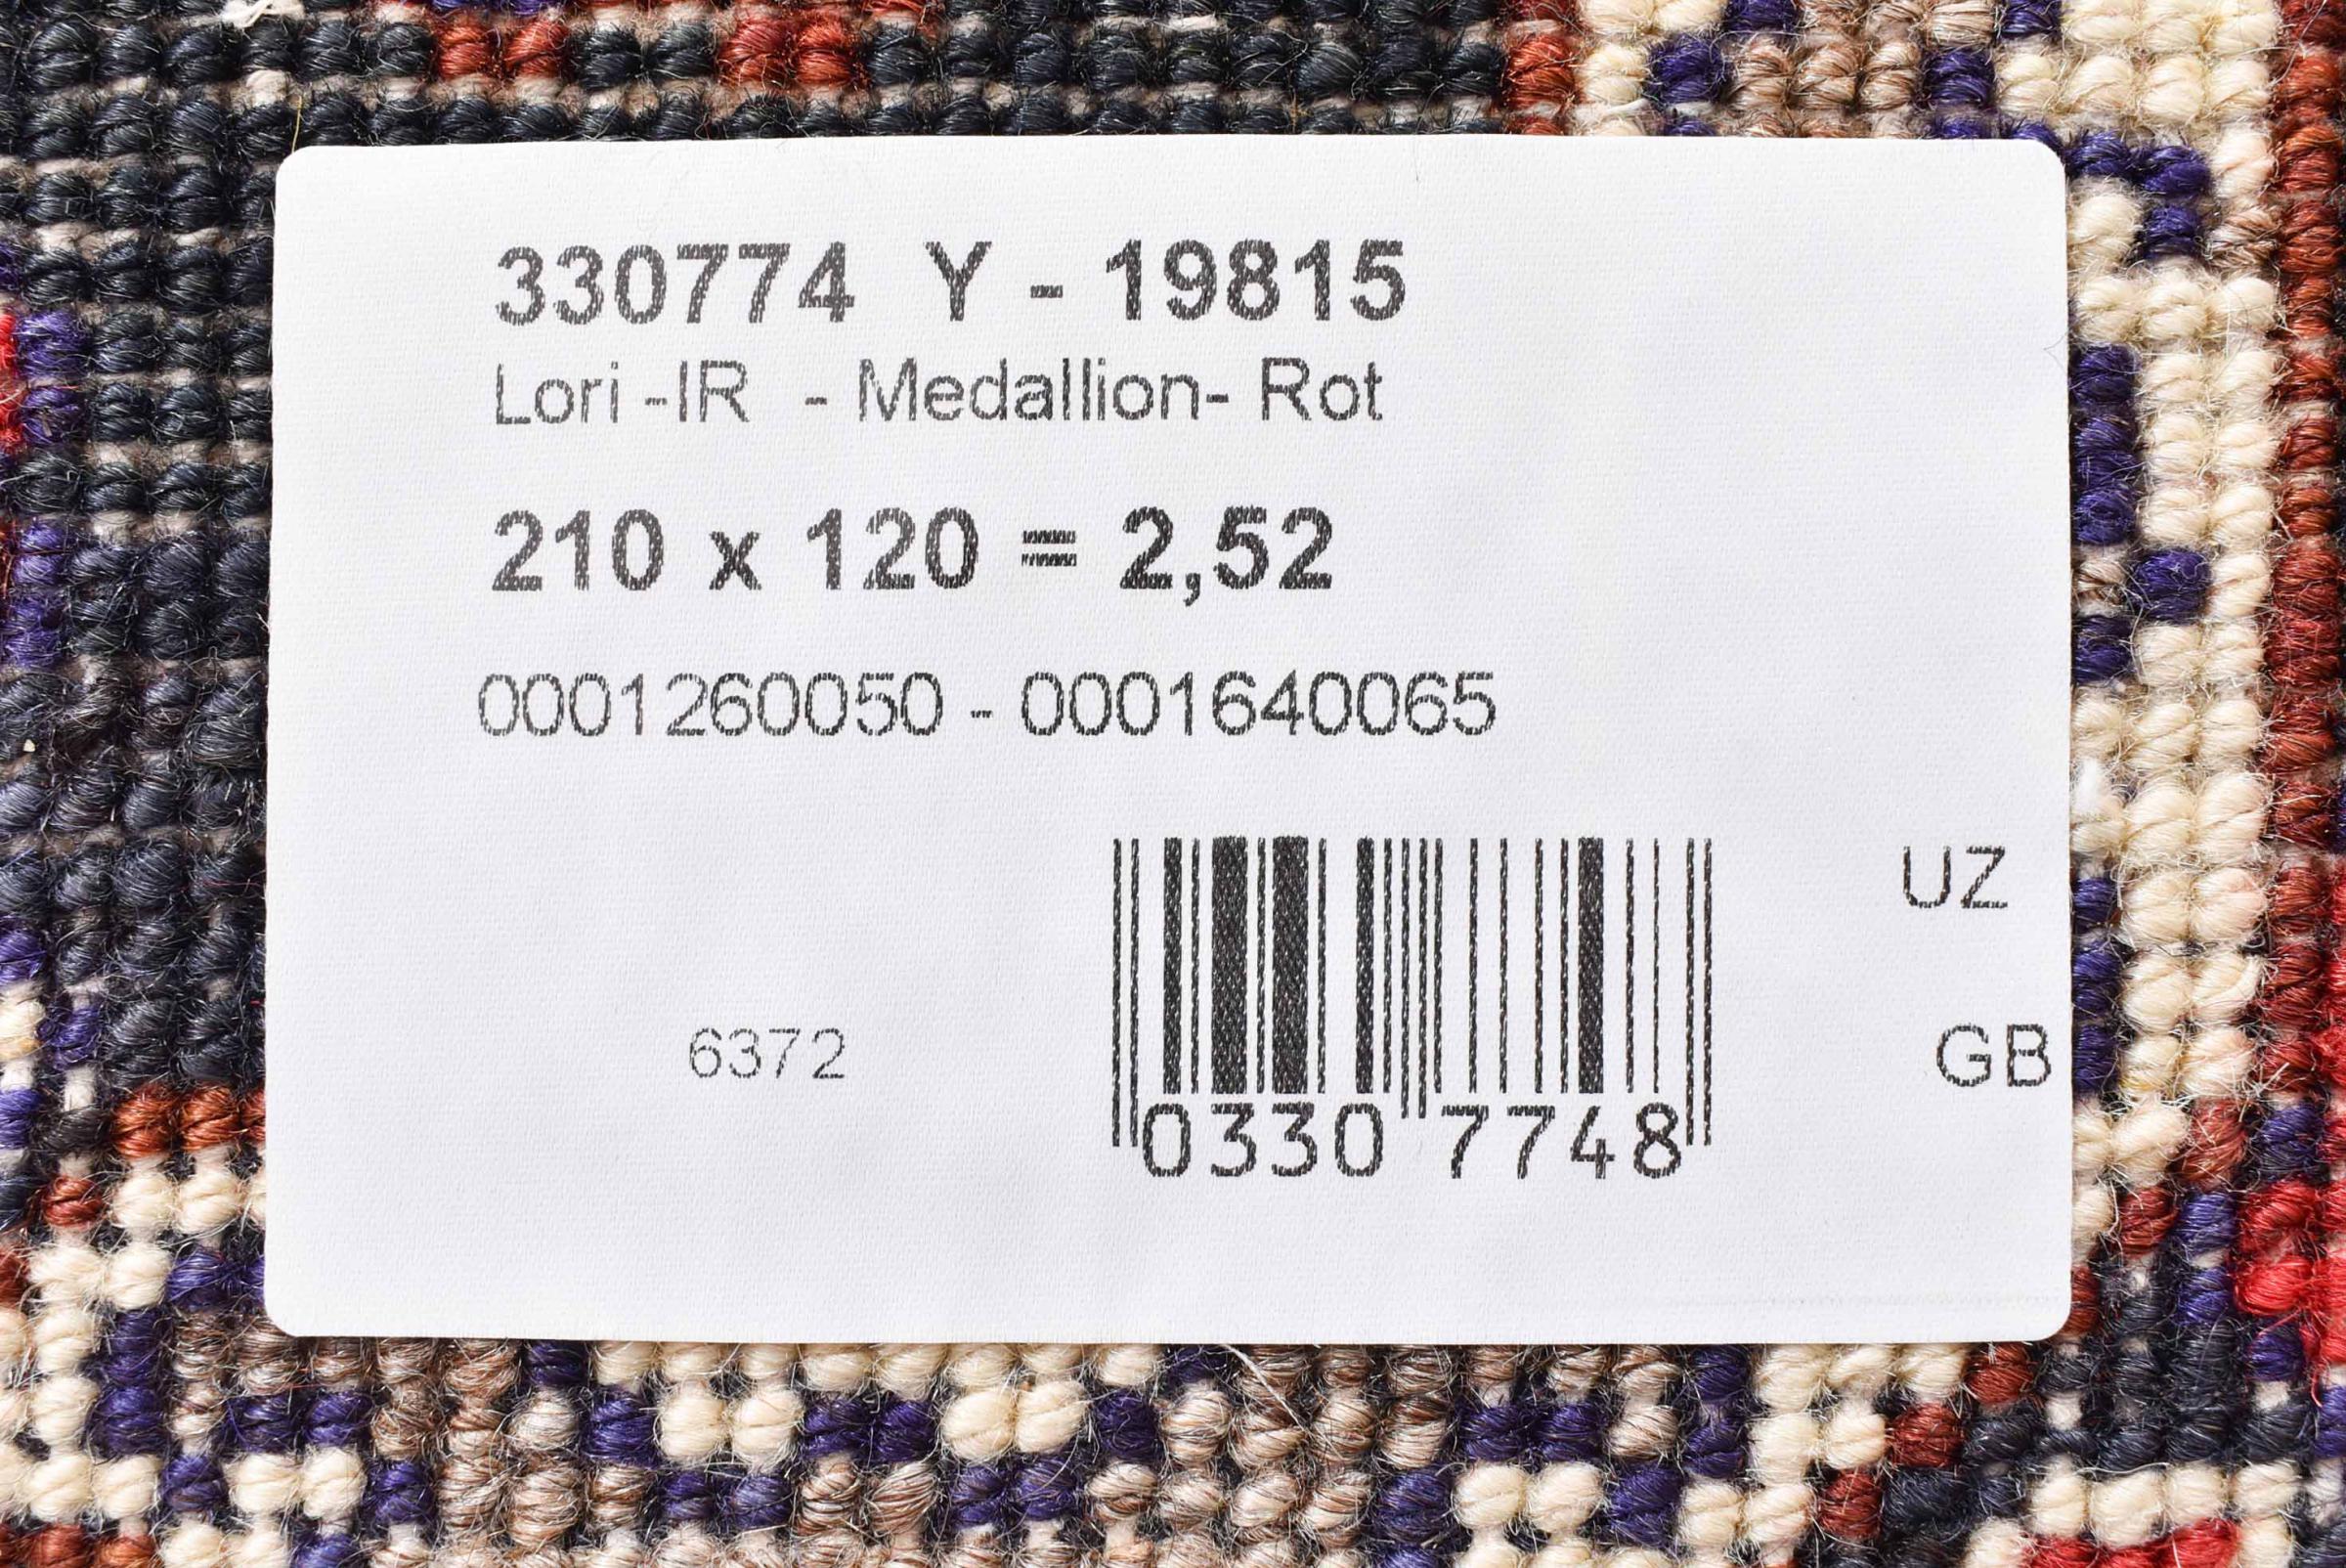 330774 Y - 19815
Lori -IR - Medallion- Rot
210 x 120 = 2,52
0001260050 - 0001640065
UZ
6372
GB
0330 7748